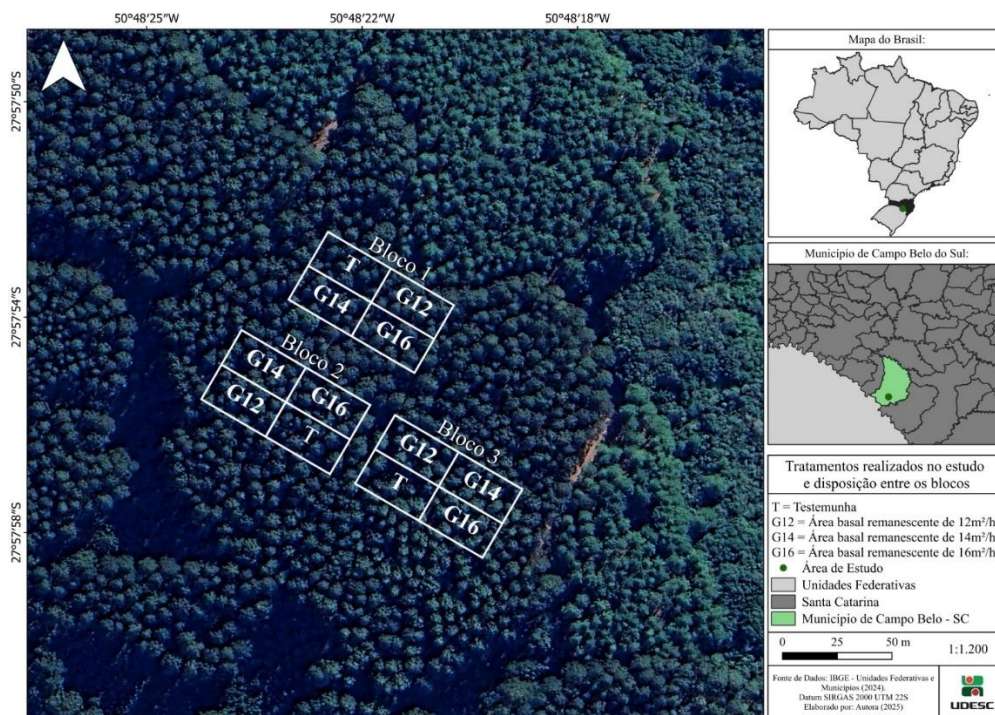 50°48'25"W
50°48'22"W
50°48'18"W
27°57'50"S
27°57'54"S
27°57'58"S
Bloco 1
T
G12
G14
G16
Bloco 2
G14
G16
G12
T
Bloco 3
G12
G14
T
G16
Mapa do Brasil:
Município de Campo Belo do Sul:
Tratamentos realizados no estudo
e disposição entre os blocos
T = Testemunha
G12 = Área basal remanescente de 12m²/h
G14 = Área basal remanescente de 14m²/h
G16 = Área basal remanescente de 16m²/h
Área de Estudo
Unidades Federativas
Santa Catarina
Município de Campo Belo - SC
0 25 50 m
1:1.200
Fonte de Dados: IBGE - Unidades Federativas e
Municípios (2024).
Datum SIRGAS 2000 UTM 22S
Elaborado por: Autora (2025)
UDESC